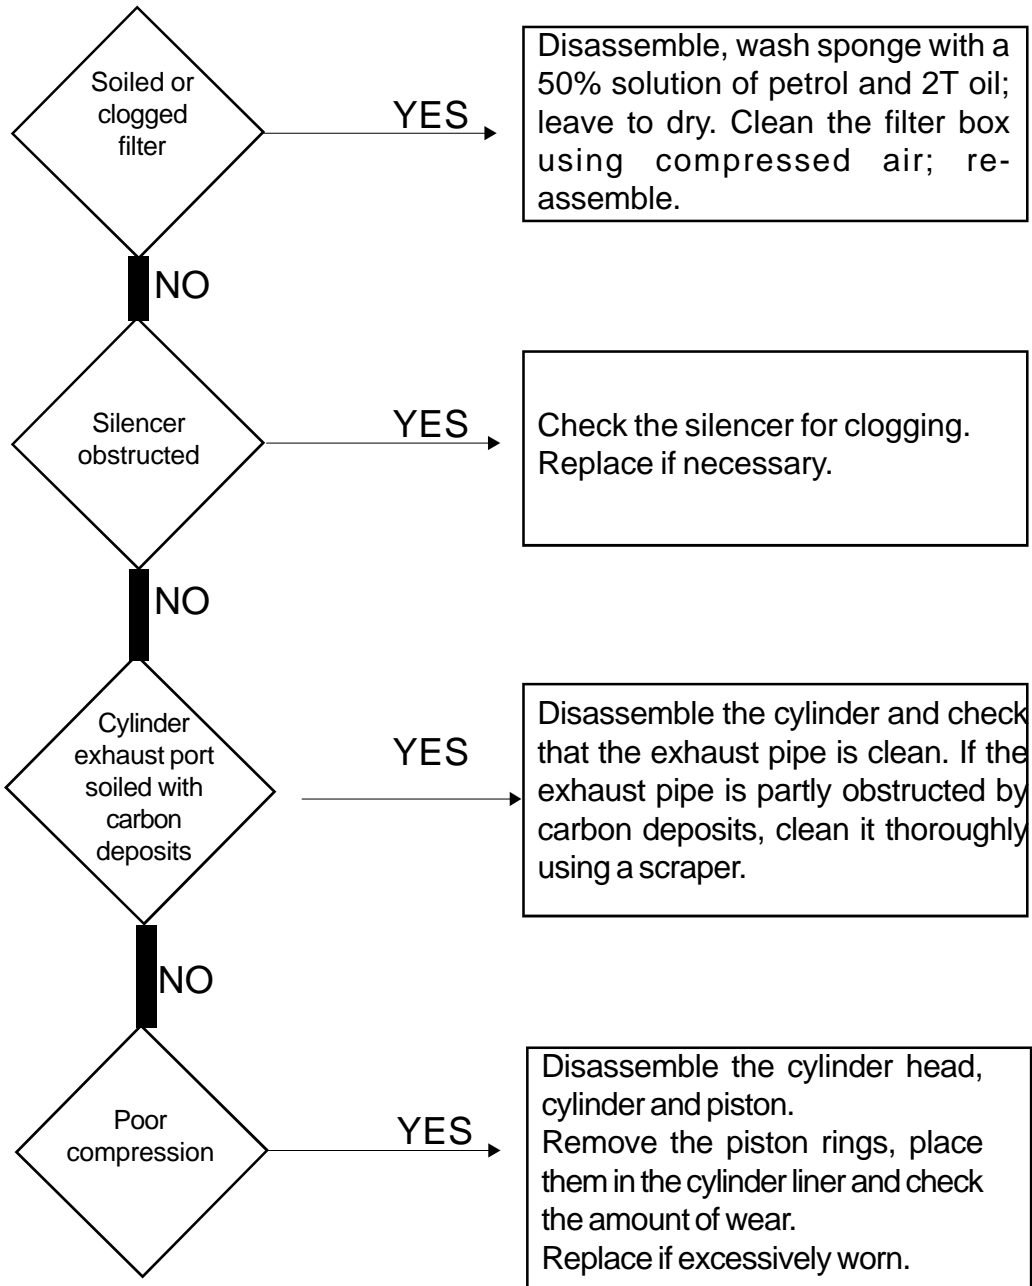 Soiled or
clogged
filter
YES
Disassemble, wash sponge with a
50% solution of petrol and 2T oil;
leave to dry. Clean the filter box
using compressed air; re-
assemble.
NO
Silencer
obstructed
YES
Check the silencer for clogging.
Replace if necessary.
NO
Cylinder
exhaust port
soiled with
carbon
deposits
YES
Disassemble the cylinder and check
that the exhaust pipe is clean. If the
exhaust pipe is partly obstructed by
carbon deposits, clean it thoroughly
using a scraper.
NO
Poor
compression
YES
Disassemble the cylinder head,
cylinder and piston.
Remove the piston rings, place
them in the cylinder liner and check
the amount of wear.
Replace if excessively worn.